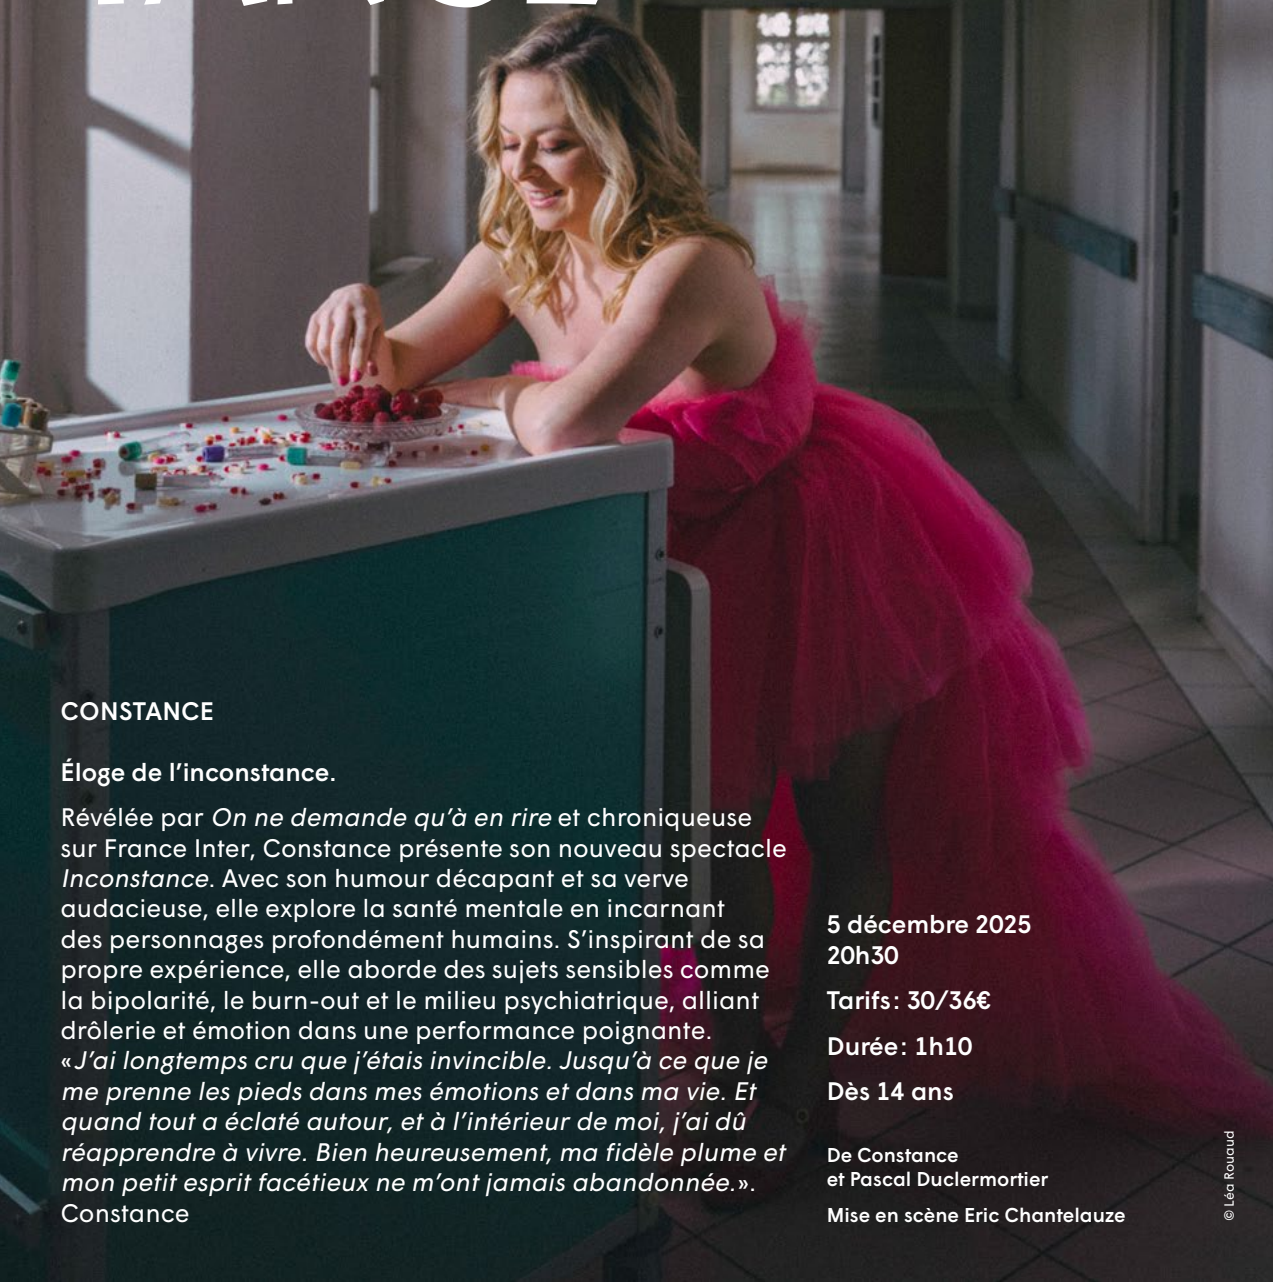 CONSTANCE
Éloge de l’inconstance.
Révélée par On ne demande qu’à en rire et chroniqueuse
sur France Inter, Constance présente son nouveau spectacle
Inconstance. Avec son humour décapant et sa verve
audacieuse, elle explore la santé mentale en incarnant
des personnages profondément humains. S’inspirant de sa
propre expérience, elle aborde des sujets sensibles comme
la bipolarité, le burn-out et le milieu psychiatrique, alliant
drôlerie et émotion dans une performance poignante.
«J’ai longtemps cru que j’étais invincible. Jusqu’à ce que je
me prenne les pieds dans mes émotions et dans ma vie. Et
quand tout a éclaté autour, et à l’intérieur de moi, j’ai dû
réapprendre à vivre. Bien heureusement, ma fidèle plume et
mon petit esprit facétieux ne m’ont jamais abandonnée.».
Constance
5 décembre 2025
20h30
Tarifs: 30/36€
Durée: 1h10
Dès 14 ans
De Constance
et Pascal Duclermortier
Mise en scène Eric Chantelauze
© Léa Rouaud